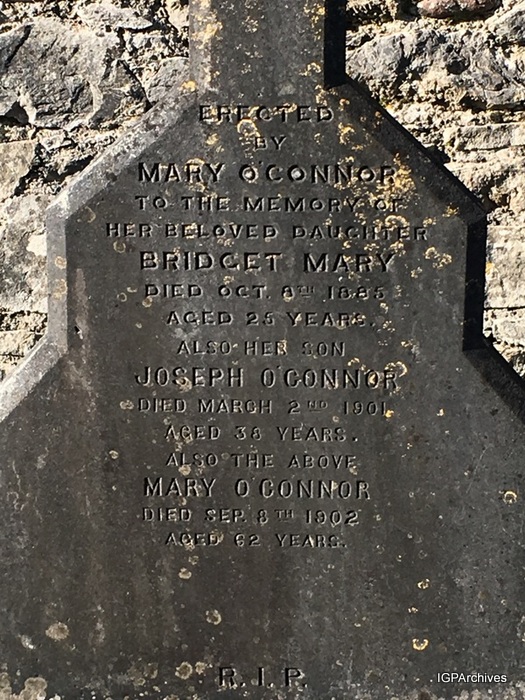 ERECTED
BY
MARY O'CONNOR
TO THE MEMORY OF
HER BELOVED DAUGHTER
BRIDGET MARY
DIED OCT. 8TH 1885
AGED 25 YEARS.
ALSO HER SON
JOSEPH O'CONNOR
DIED MARCH 2ND 1901
AGED 38 YEARS.
ALSO THE ABOVE
MARY O'CONNOR
DIED SEP. 8TH 1902
AGED 62 YEARS.
R.I.P.
IGPArchives